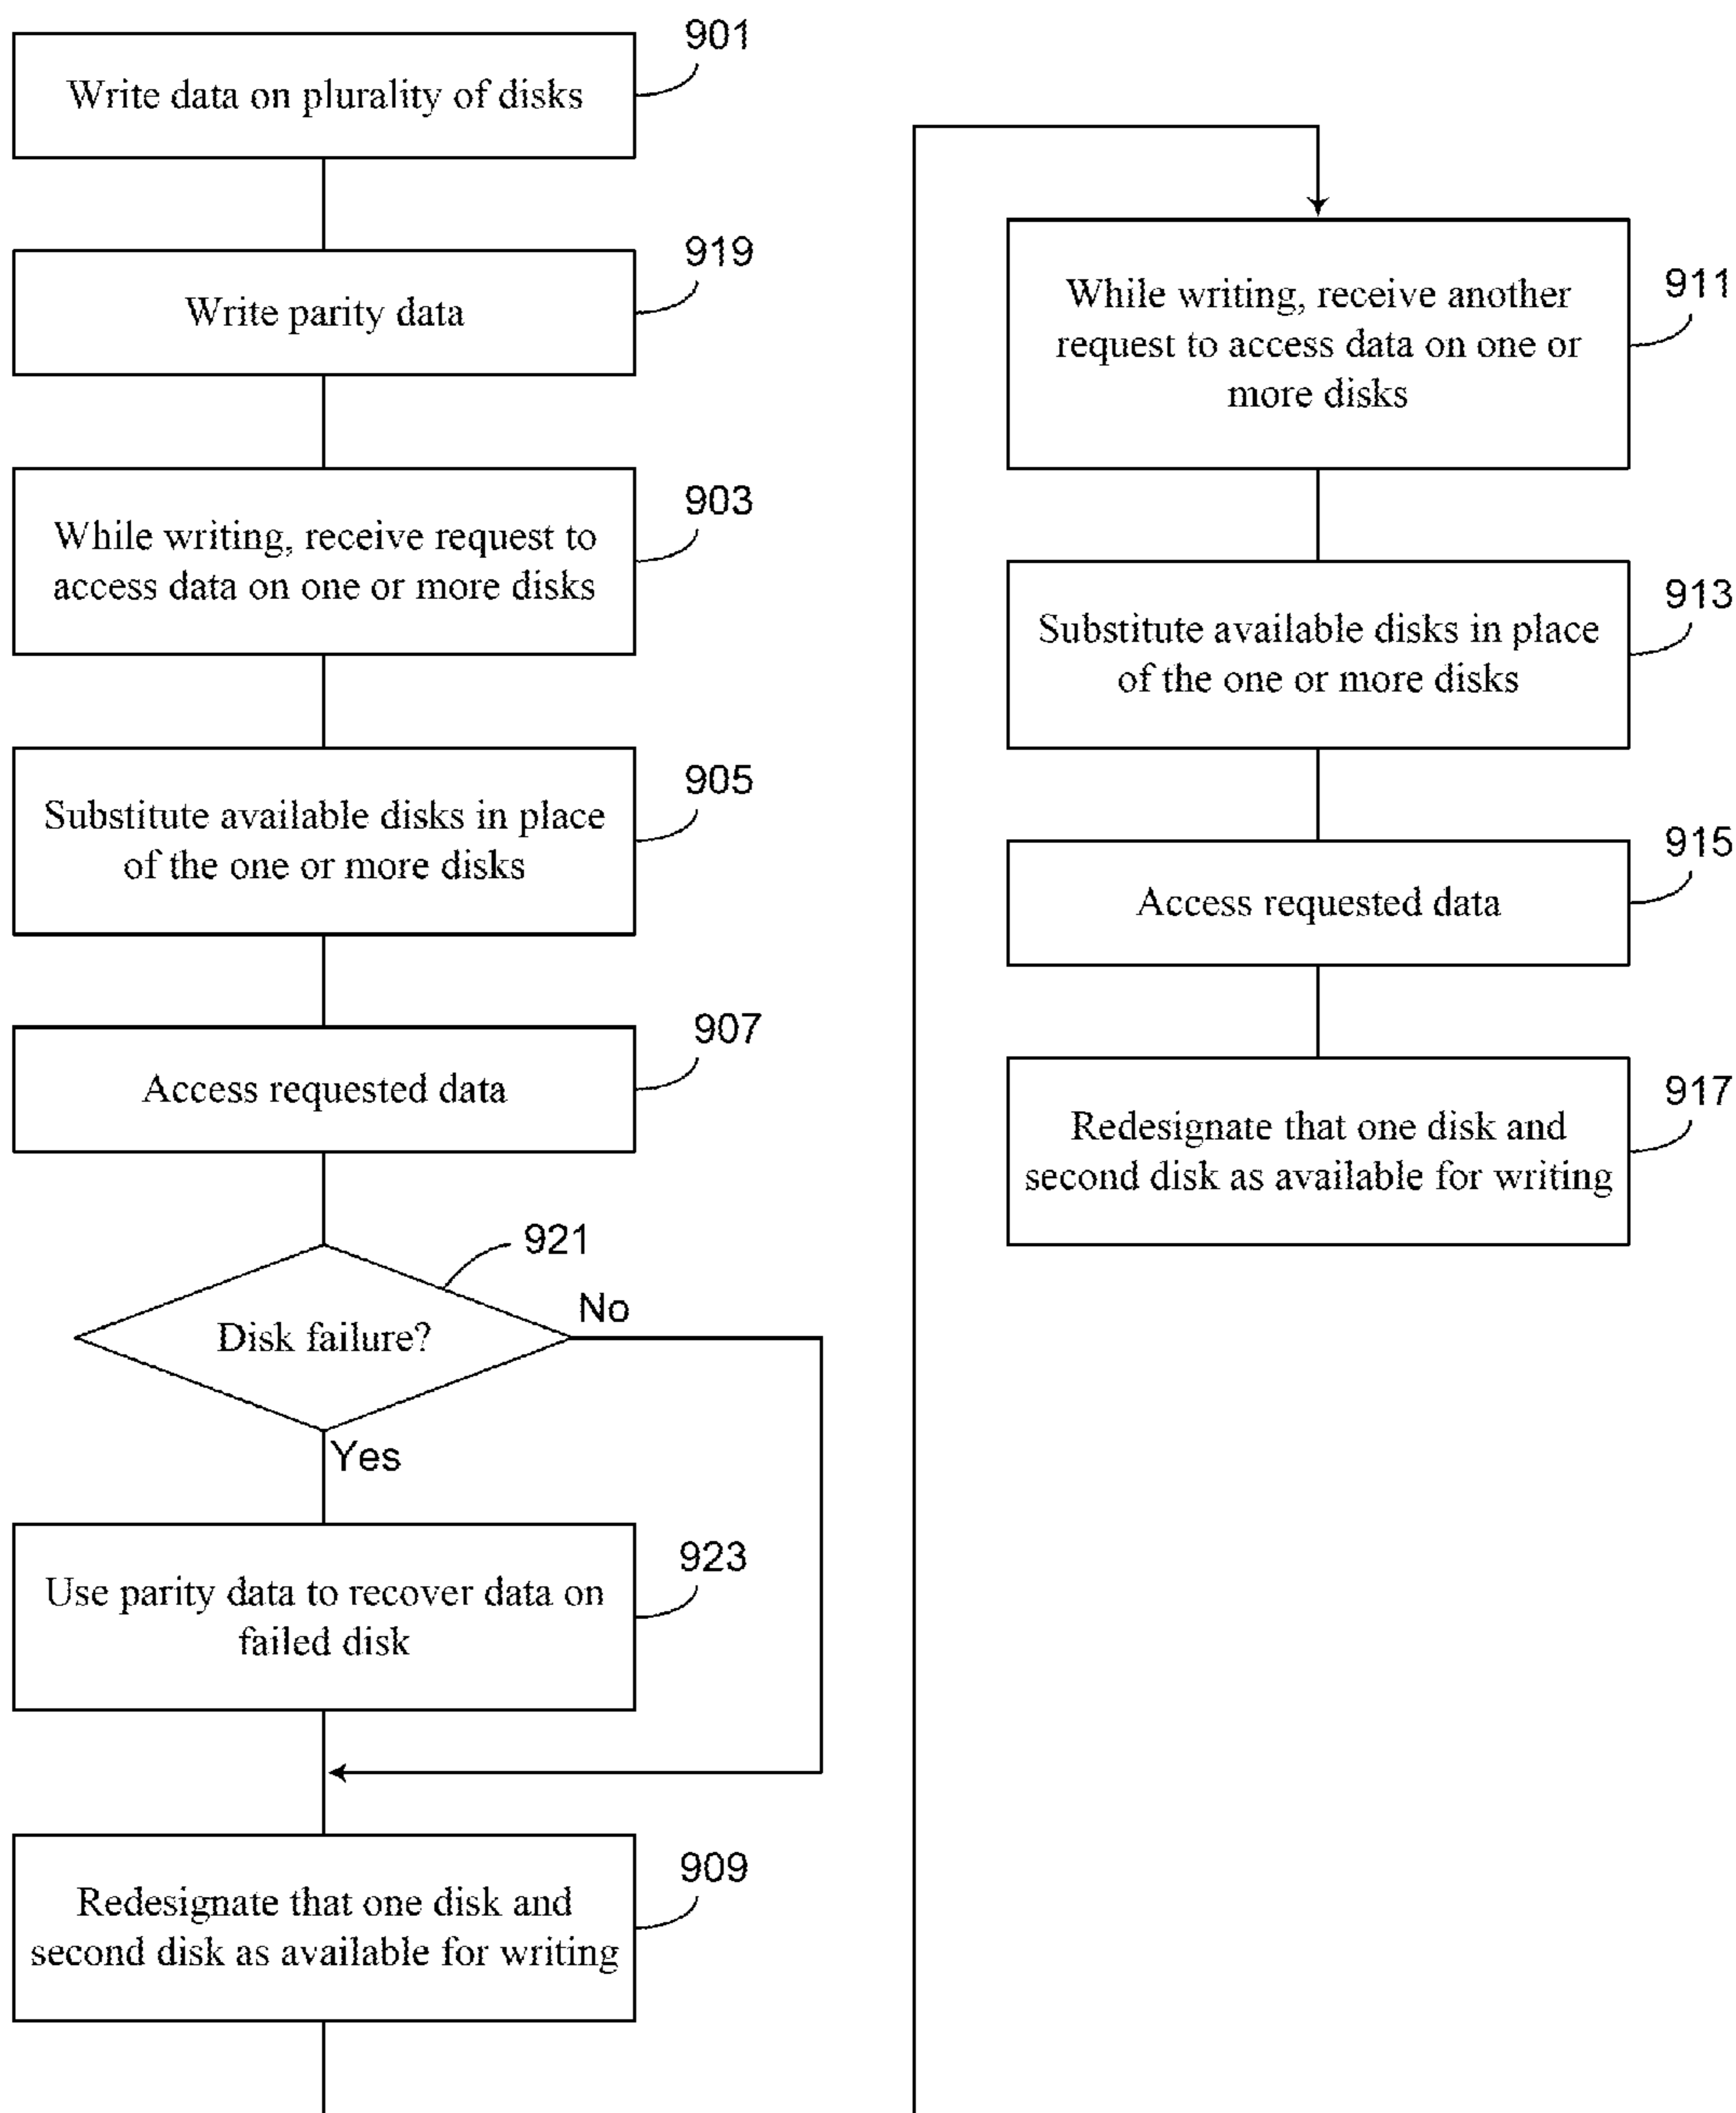 901
Write data on plurality of disks
919
Write parity data
903
While writing, receive request to
access data on one or more disks
905
Substitute available disks in place
of the one or more disks
907
Access requested data
921
Disk failure?
No
Yes
923
Use parity data to recover data on
failed disk
909
Redesignate that one disk and
second disk as available for writing
911
While writing, receive another
request to access data on one or
more disks
913
Substitute available disks in place
of the one or more disks
915
Access requested data
917
Redesignate that one disk and
second disk as available for writing